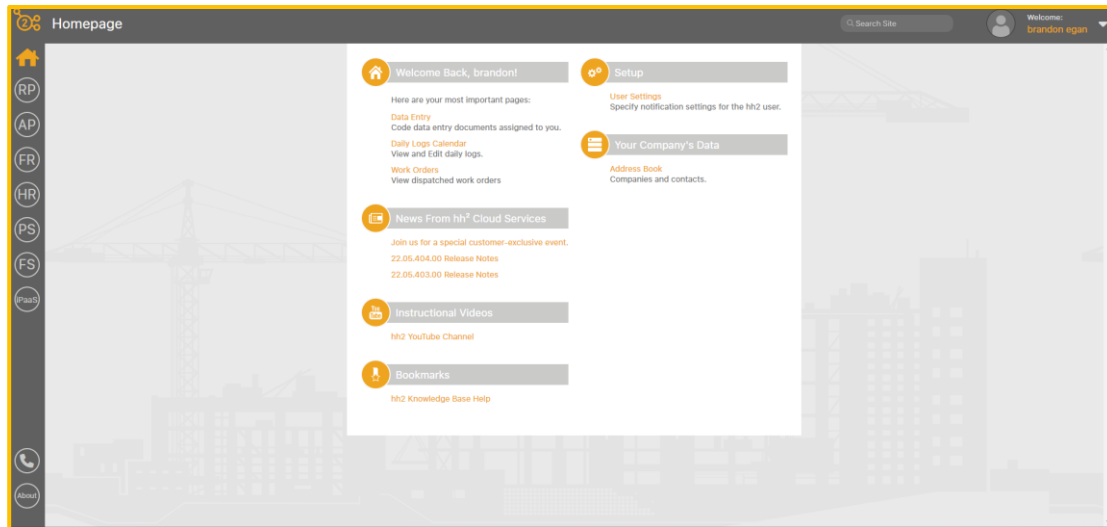 2
Homepage
Search Site
Welcome:
brandon egan
RP
AP
FR
HR
PS
FS
iPaaS
About
Welcome Back, brandon!
Here are your most important pages:
Data Entry
Code data entry documents assigned to you.
Daily Logs Calendar
View and Edit daily logs.
Work Orders
View dispatched work orders
News From hh² Cloud Services
Join us for a special customer-exclusive event.
22.05.404.00 Release Notes
22.05.403.00 Release Notes
You Tube
Instructional Videos
hh2 YouTube Channel
Bookmarks
hh2 Knowledge Base Help
Setup
User Settings
Specify notification settings for the hh2 user.
Your Company's Data
Address Book
Companies and contacts.